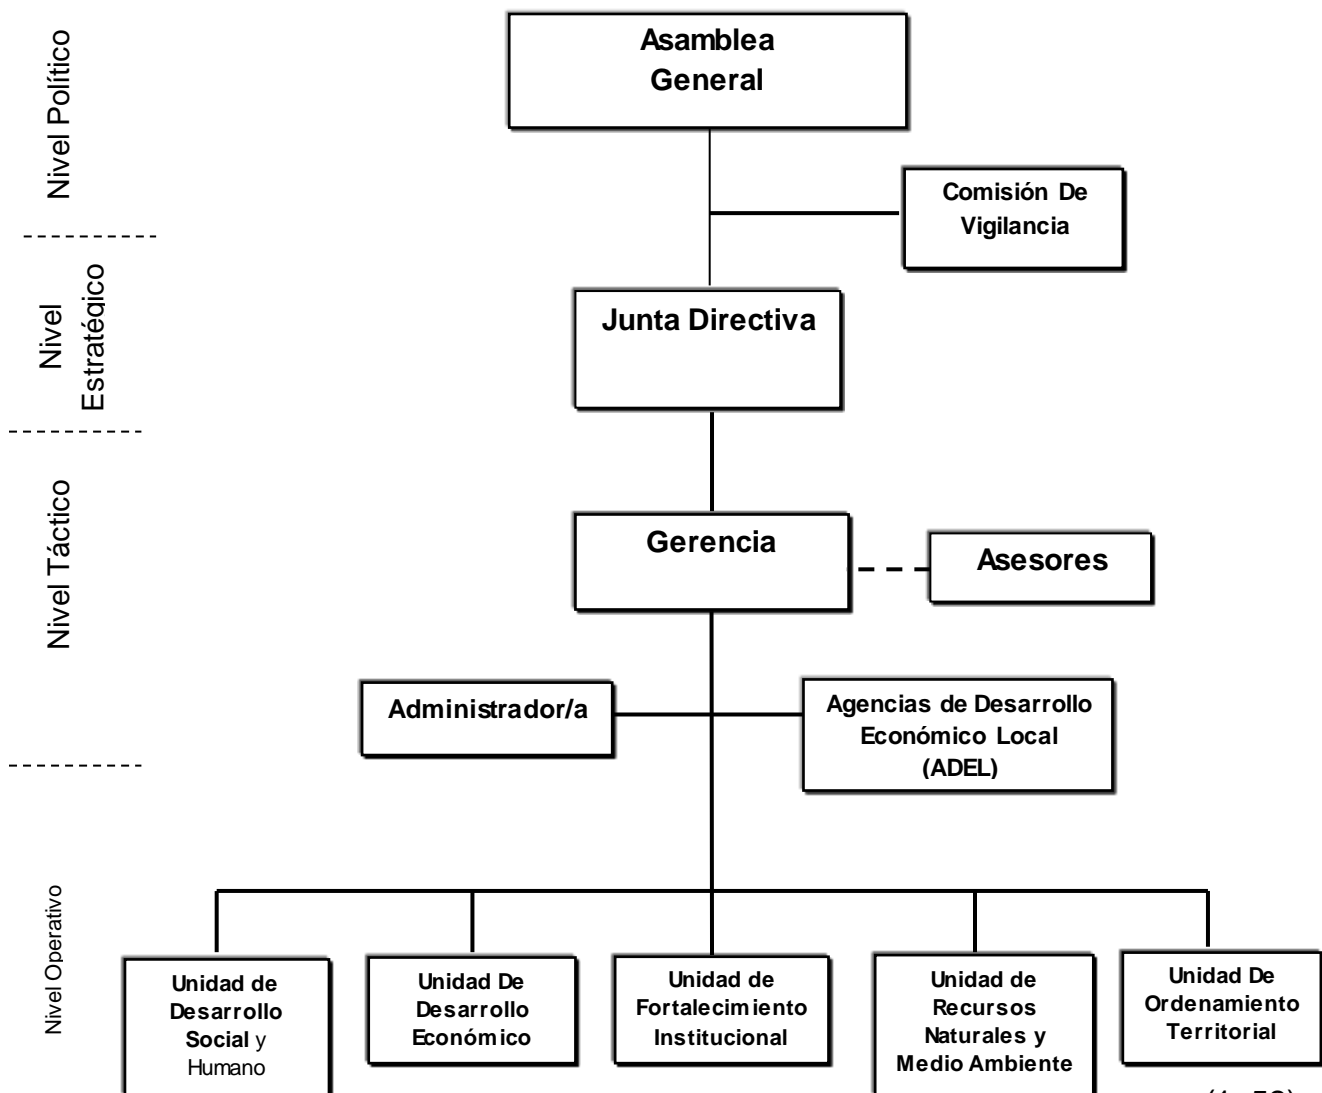 Nivel Político
Asamblea
General
Comisión De
Vigilancia
Nivel
Estratégico
Junta Directiva
Nivel Táctico
Gerencia
Asesores
Administrador/a
Agencias de Desarrollo
Económico Local
(ADEL)
Nivel Operativo
Unidad de
Desarrollo
Social y
Humano
Unidad De
Desarrollo
Económico
Unidad de
Fortalecimiento
Institucional
Unidad de
Recursos
Naturales y
Medio Ambiente
Unidad De
Ordenamiento
Territorial